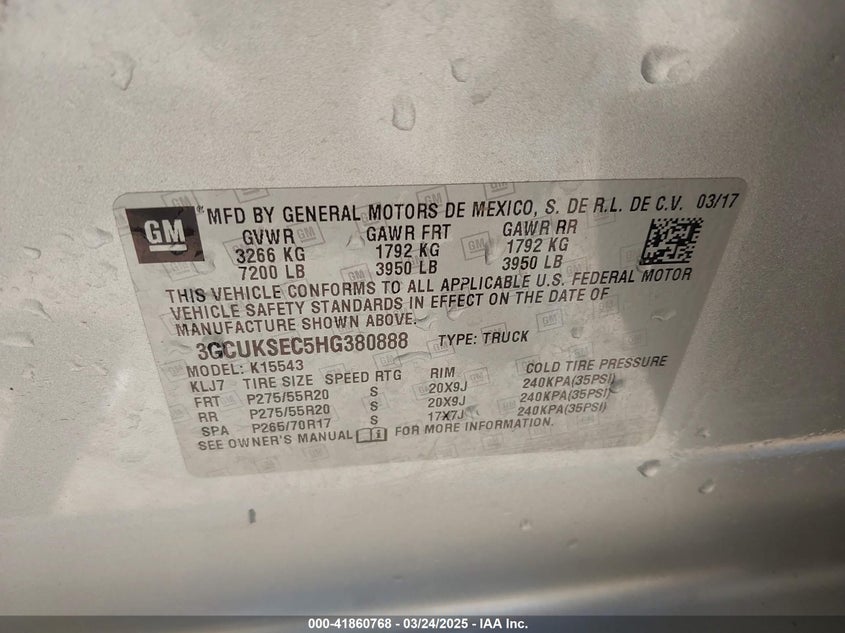 GM
MFD BY GENERAL MOTORS DE MEXICO, S. DE R.L. DE C.V. 03/17
GVWR GAWR FRT GAWR RR
3266 KG 1792 KG 1792 KG
7200 LB 3950 LB 3950 LB
THIS VEHICLE CONFORMS TO ALL APPLICABLE U.S. FEDERAL MOTOR
VEHICLE SAFETY STANDARDS IN EFFECT ON THE DATE OF
MANUFACTURE SHOWN ABOVE.
3GCUKSEC5HG380888 TYPE: TRUCK
MODEL: K15543
KLJ7 TIRE SIZE SPEED RTG RIM COLD TIRE PRESSURE
FRT P275/55R20 S 20X9J 240KPA(35PSI)
RR P275/55R20 S 20X9J 240KPA(35PSI)
SPA P265/70R17 S 17X7J 240KPA(35PSI)
SEE OWNER'S MANUAL FOR MORE INFORMATION.
000-41860768 - 03/24/2025 - IAA Inc.